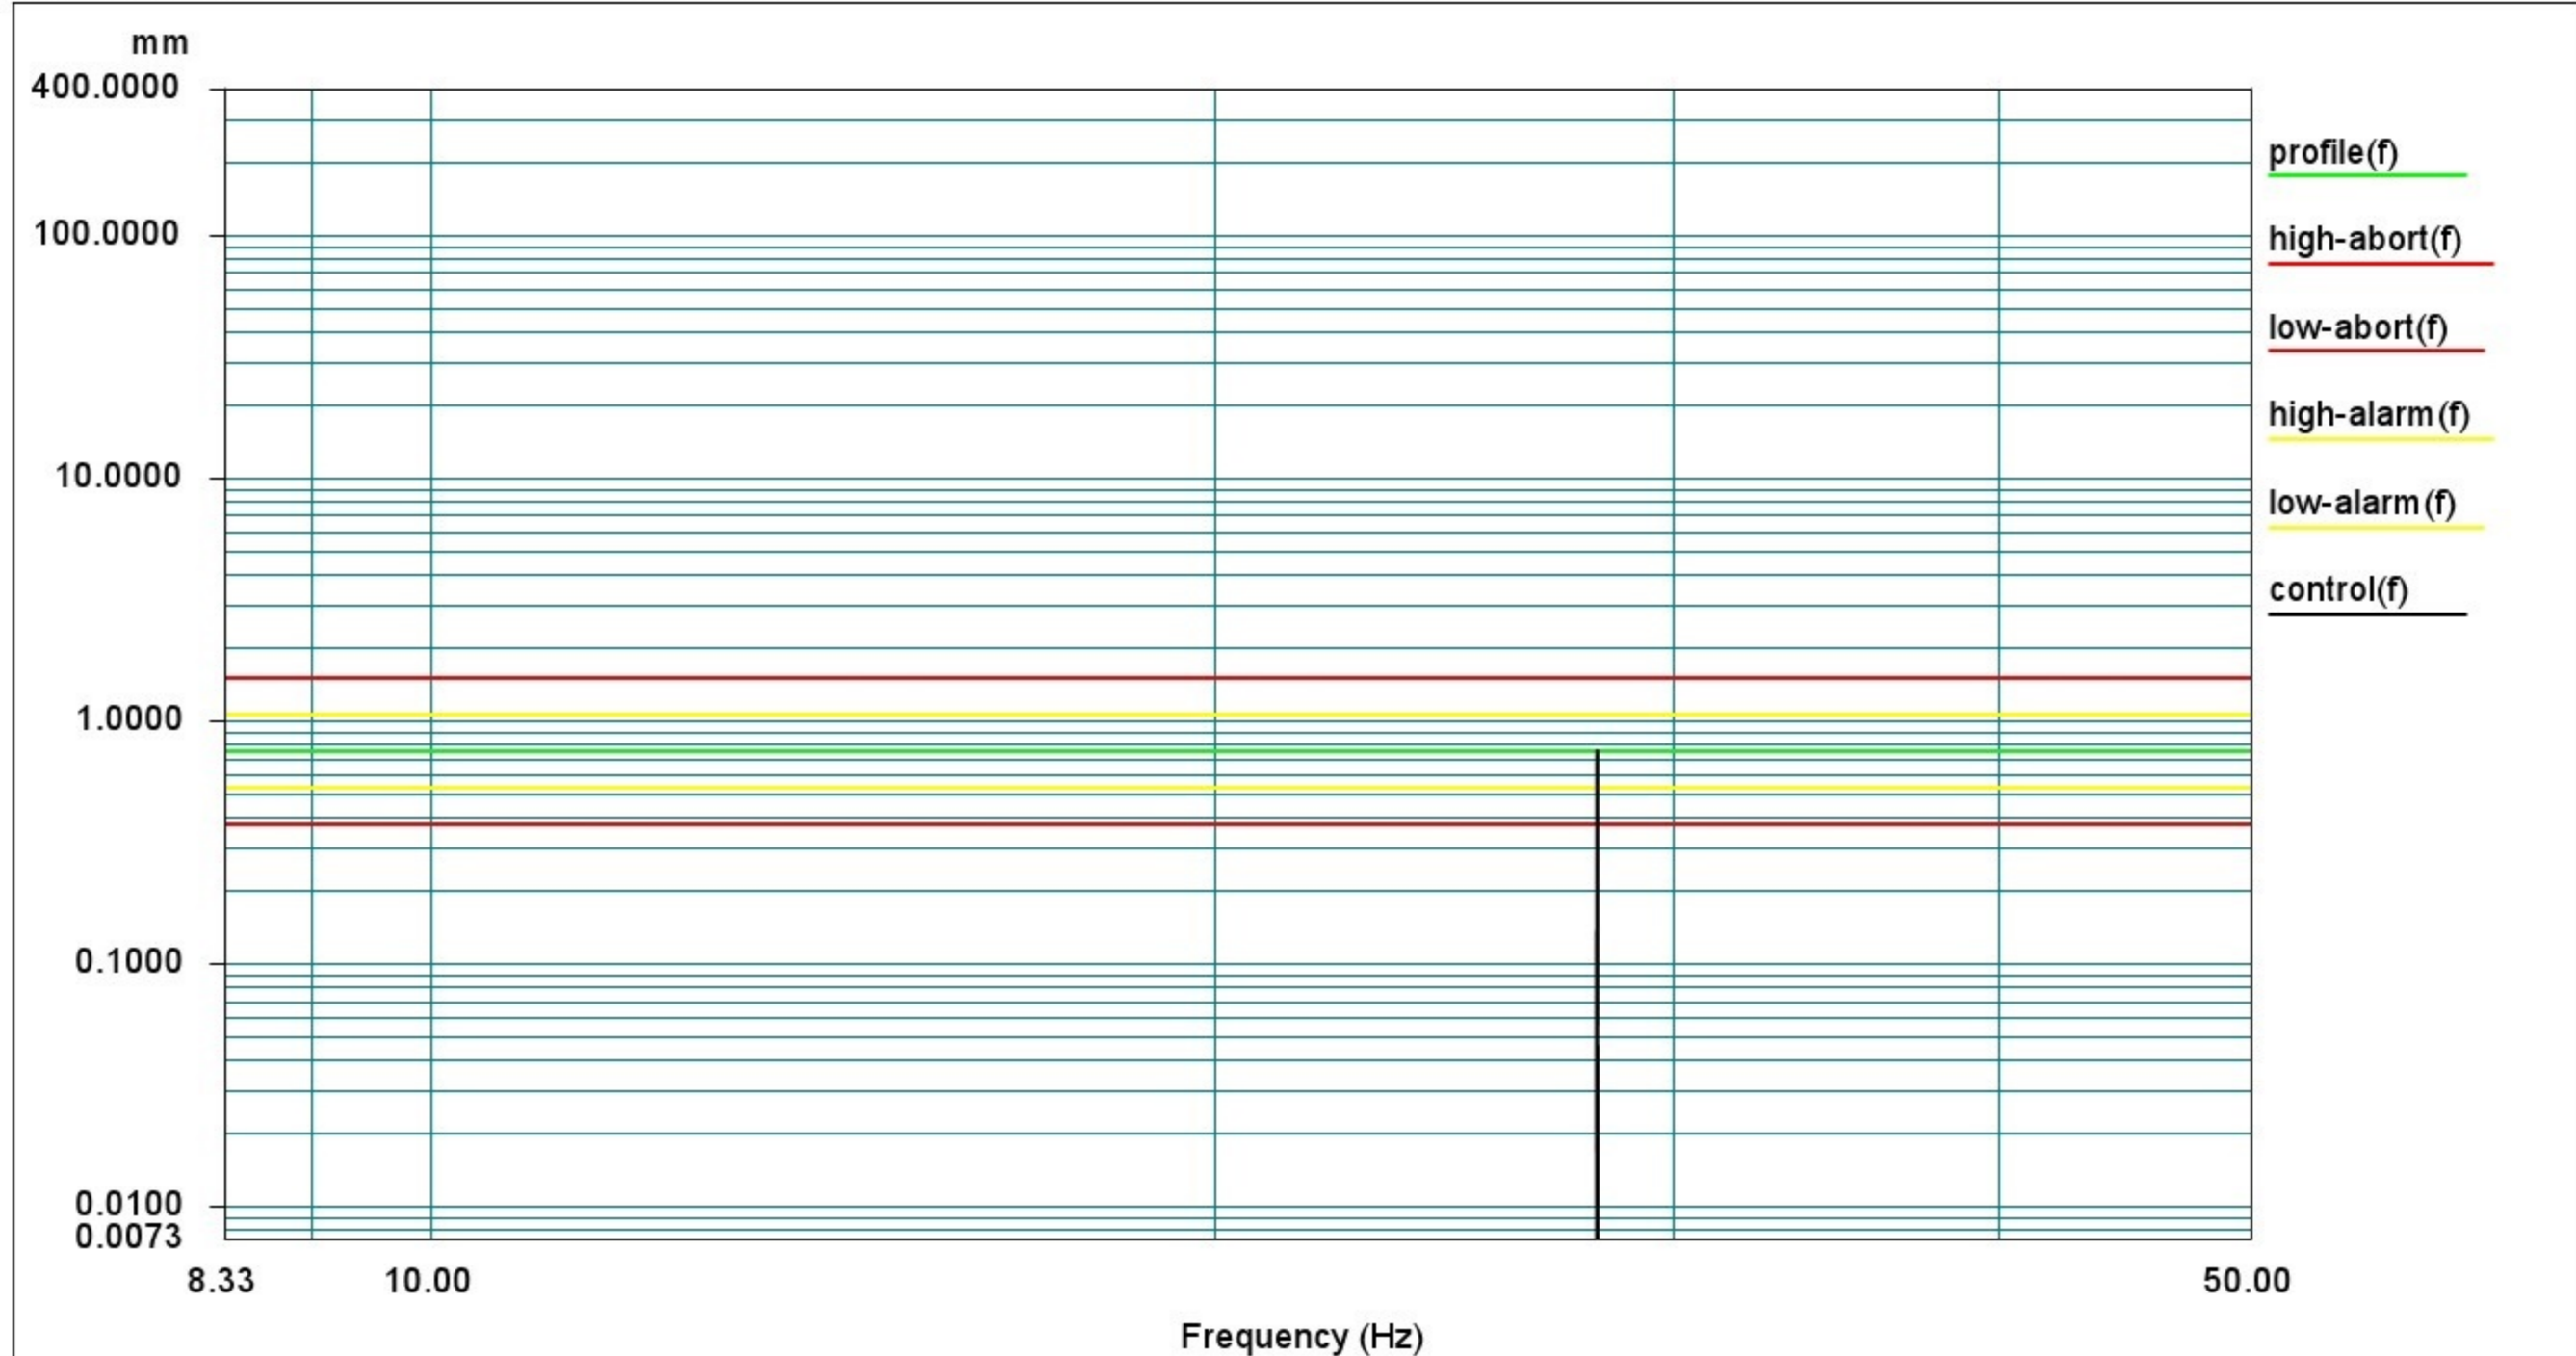 mm
400.0000
100.0000
10.0000
1.0000
0.1000
0.0100
0.0073
8.33 10.00 50.00
Frequency (Hz)
profile(f)
high-abort(f)
low-abort(f)
high-alarm(f)
low-alarm(f)
control(f)